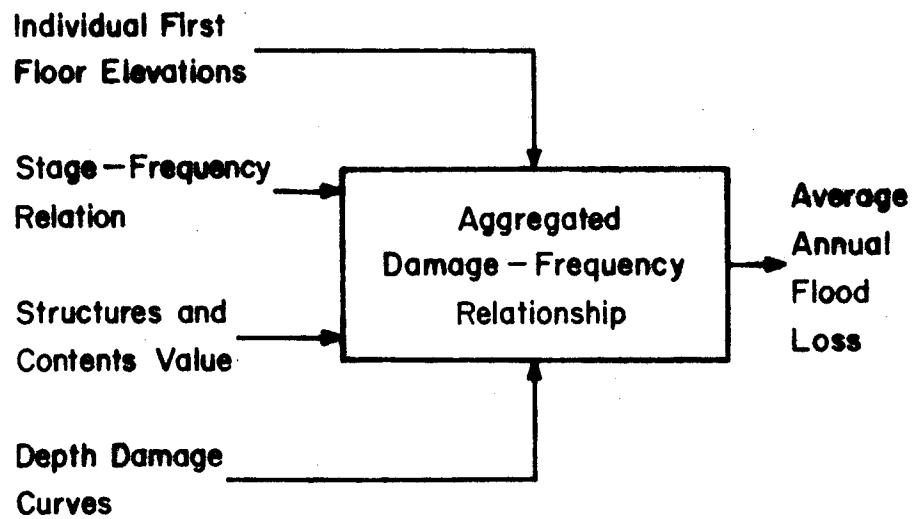 Individual First
Floor Elevations
Stage-Frequency
Relation
Structures and
Contents Value
Depth Damage
Curves
Aggregated
Damage-Frequency
Relationship
Average
Annual
Flood
Loss